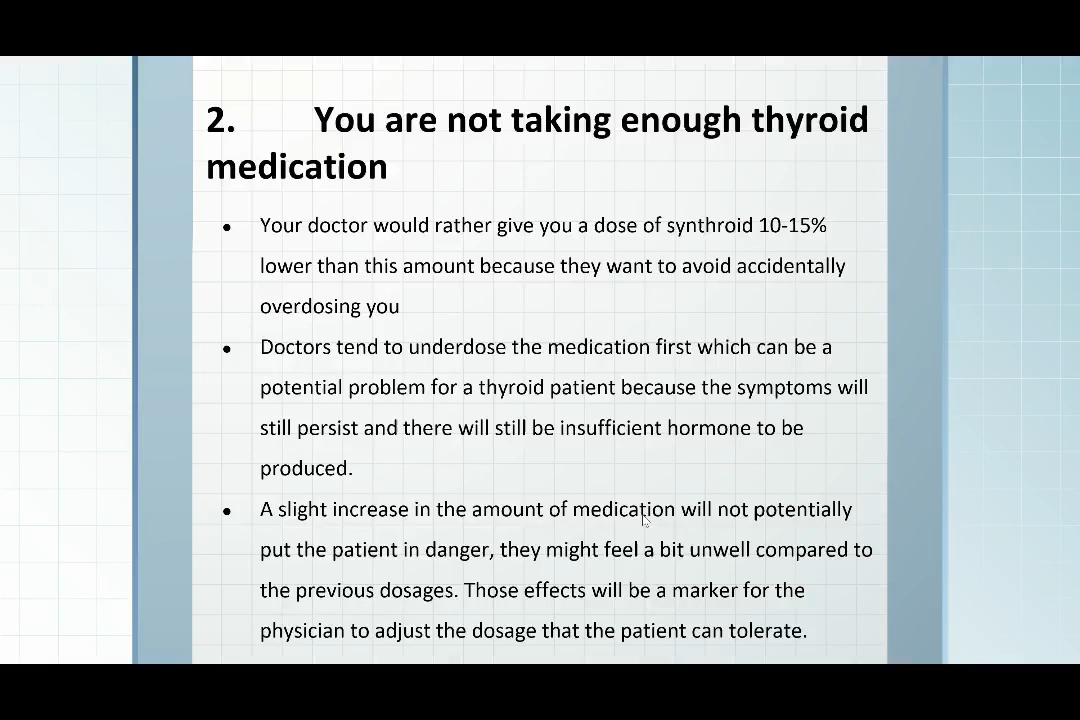 2. You are not taking enough thyroid
medication
• Your doctor would rather give you a dose of synthroid 10-15%
lower than this amount because they want to avoid accidentally
overdosing you
• Doctors tend to underdose the medication first which can be a
potential problem for a thyroid patient because the symptoms will
still persist and there will still be insufficient hormone to be
produced.
• A slight increase in the amount of medication will not potentially
put the patient in danger, they might feel a bit unwell compared to
the previous dosages. Those effects will be a marker for the
physician to adjust the dosage that the patient can tolerate.